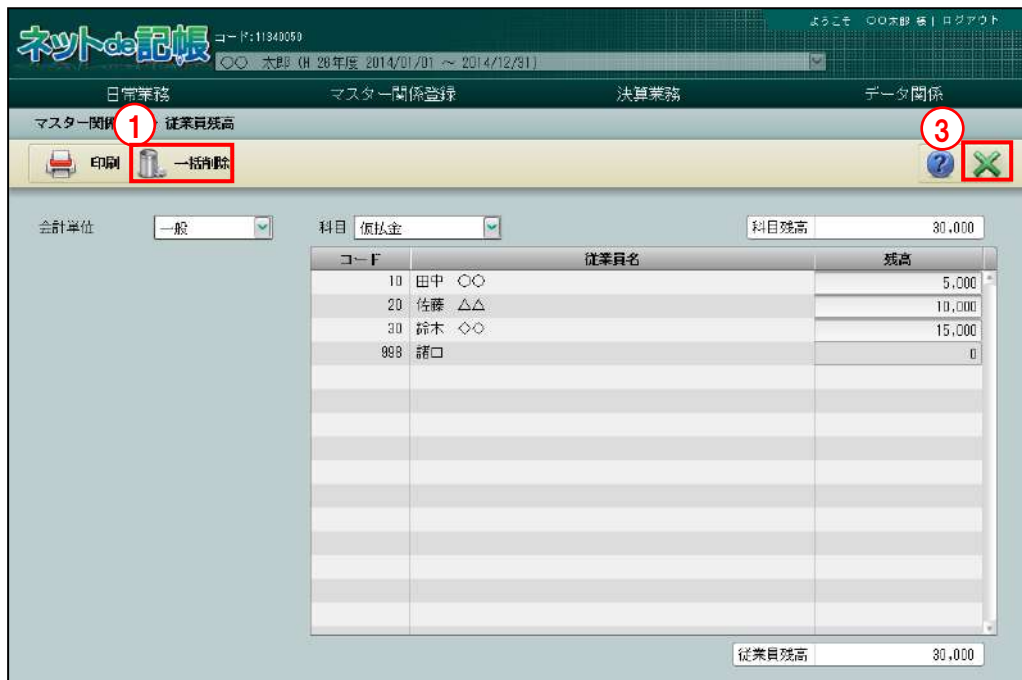 ようこそ 〇〇太郎 様 | ログアウト
ネットde記帳 コード:11340050
〇〇 太郎 (H 26年度 2014/01/01 ～ 2014/12/31)
日常業務 マスター関係登録 決算業務 データ関係
マスター関係 従業員残高
1
3
印刷 一括削除 ?
会計単位 一般 科目 仮払金 科目残高 30,000
コード 従業員名 残高
10 田中 〇〇 5,000
20 佐藤 △△ 10,000
30 鈴木 ◇◇ 15,000
998 諸口 0
従業員残高 30,000